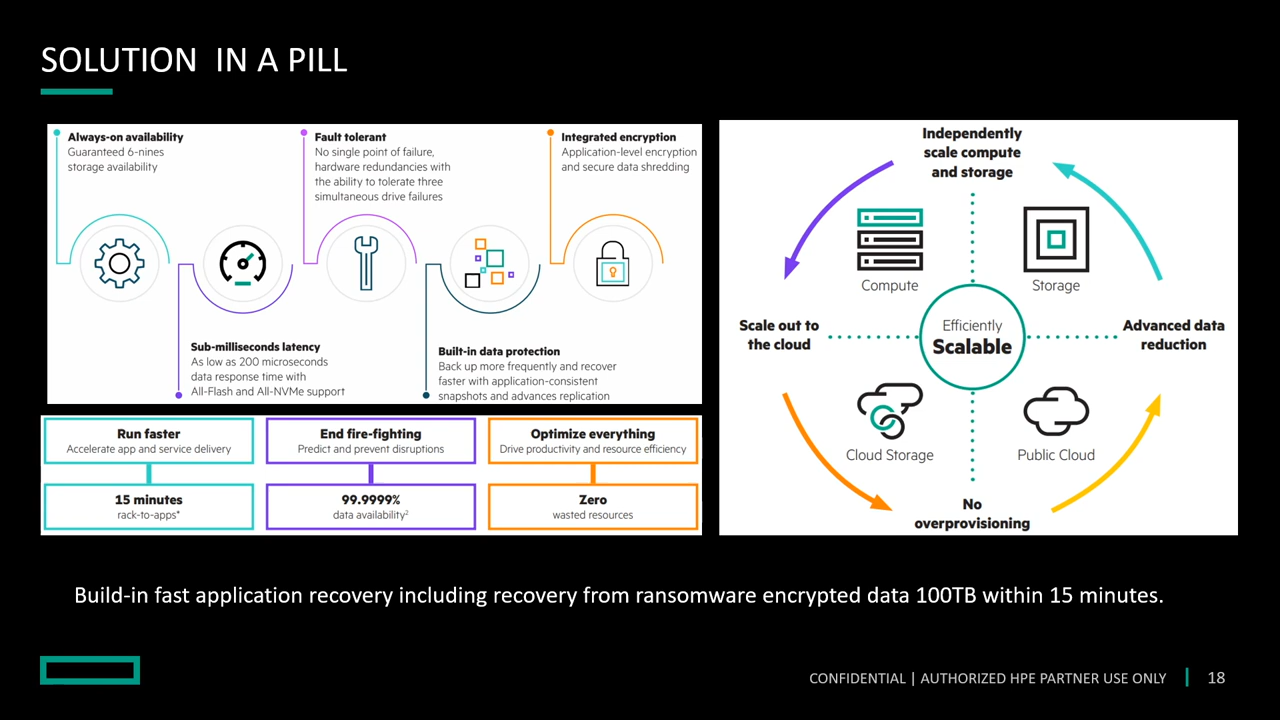 SOLUTION  IN A PILL
Always-on availability
Guaranteed 6-nines
storage availability
Fault tolerant
No single point of failure,
hardware redundancies with
the ability to tolerate three
simultaneous drive failures
Integrated encryption
Application-level encryption
and secure data shredding
Sub-milliseconds latency
As low as 200 microseconds
data response time with
All-Flash and All-NVMe support
Built-in data protection
Back up more frequently and recover
faster with application-consistent
snapshots and advances replication
Run faster
Accelerate app and service delivery
15 minutes
rack-to-apps*
End fire-fighting
Predict and prevent disruptions
99.9999%
data availability²
Optimize everything
Drive productivity and resource efficiency
Zero
wasted resources
Independently
scale compute
and storage
Compute
Storage
Scale out to
the cloud
Efficiently
Scalable
Advanced data
reduction
Cloud Storage
Public Cloud
No
overprovisioning
Build-in fast application recovery including recovery from ransomware encrypted data 100TB within 15 minutes.
CONFIDENTIAL | AUTHORIZED HPE PARTNER USE ONLY
18